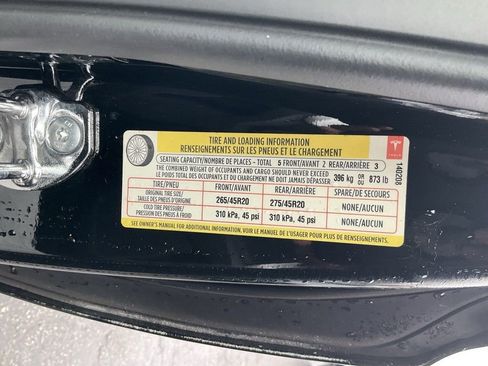 TIRE AND LOADING INFORMATION
RENSEIGNEMENTS SUR LES PNEUS ET LE CHARGEMENT
SEATING CAPACITY/NOMBRE DE PLACES - TOTAL 5 FRONT/AVANT 2 REAR/ARRIÈRE 3
THE COMBINED WEIGHT OF OCCUPANTS AND CARGO SHOULD NEVER EXCEED
LE POIDS TOTAL DES OCCUPANTS ET DU CHARGEMENT NE DOIT JAMAIS DÉPASSER 396 kg OR OU 873 lb
TIRE/PNEU FRONT/AVANT REAR/ARRIÈRE SPARE/DE SECOURS
ORIGINAL TIRE SIZE
TAILLE DES PNEUS D'ORIGINE 265/45R20 275/45R20 NONE/AUCUN
COLD TIRE PRESSURE
PRESSION DES PNEUS À FROID 310 kPa, 45 psi 310 kPa, 45 psi NONE/AUCUN
SEE OWNER'S MANUAL FOR ADDITIONAL INFORMATION. VOIR LE MANUEL DE L'USAGER POUR PLUS DE RENSEIGNEMENTS.
TESLA